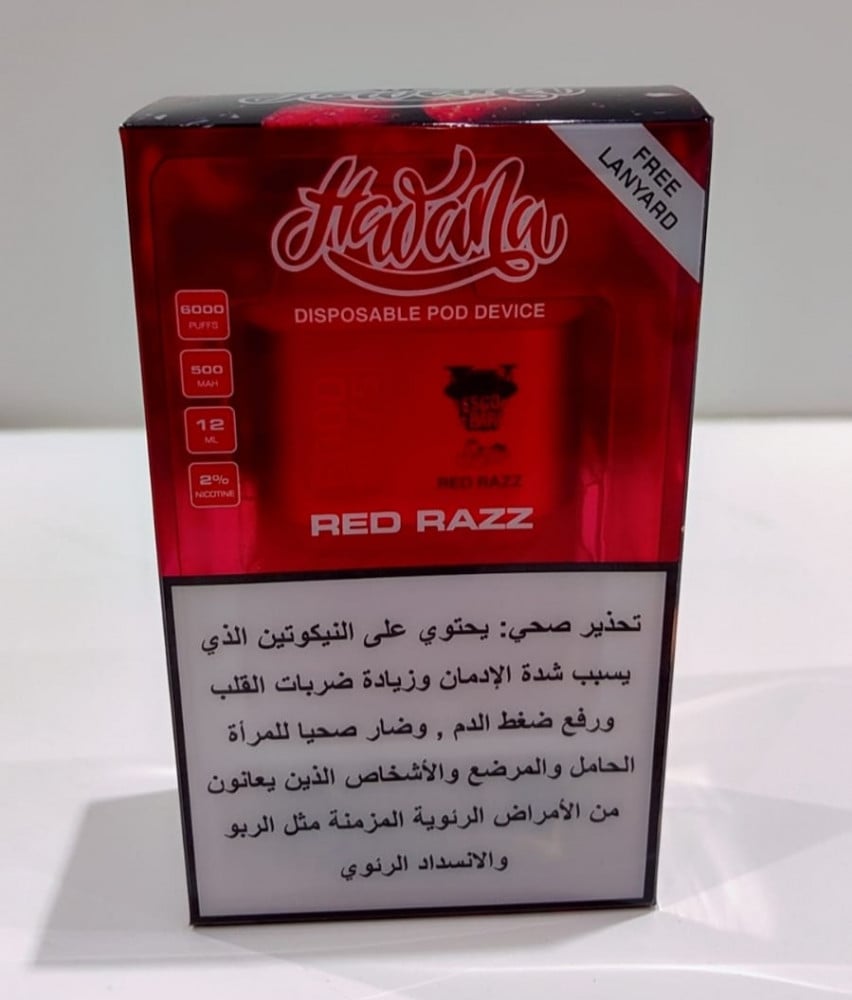 FREE
LANYARD
Havana
DISPOSABLE POD DEVICE
6000
PUFFS
500
MAH
12
ML
2%
NICOTINE
RED RAZZ
RED RAZZ
تحذير صحي: يحتوي على النيكوتين الذي
يسبب شدة الإدمان وزيادة ضربات القلب
ورفع ضغط الدم , وضار صحيا للمرأة
الحامل والمرضع والأشخاص الذين يعانون
من الأمراض الرئوية المزمنة مثل الربو
والانسداد الرئوي